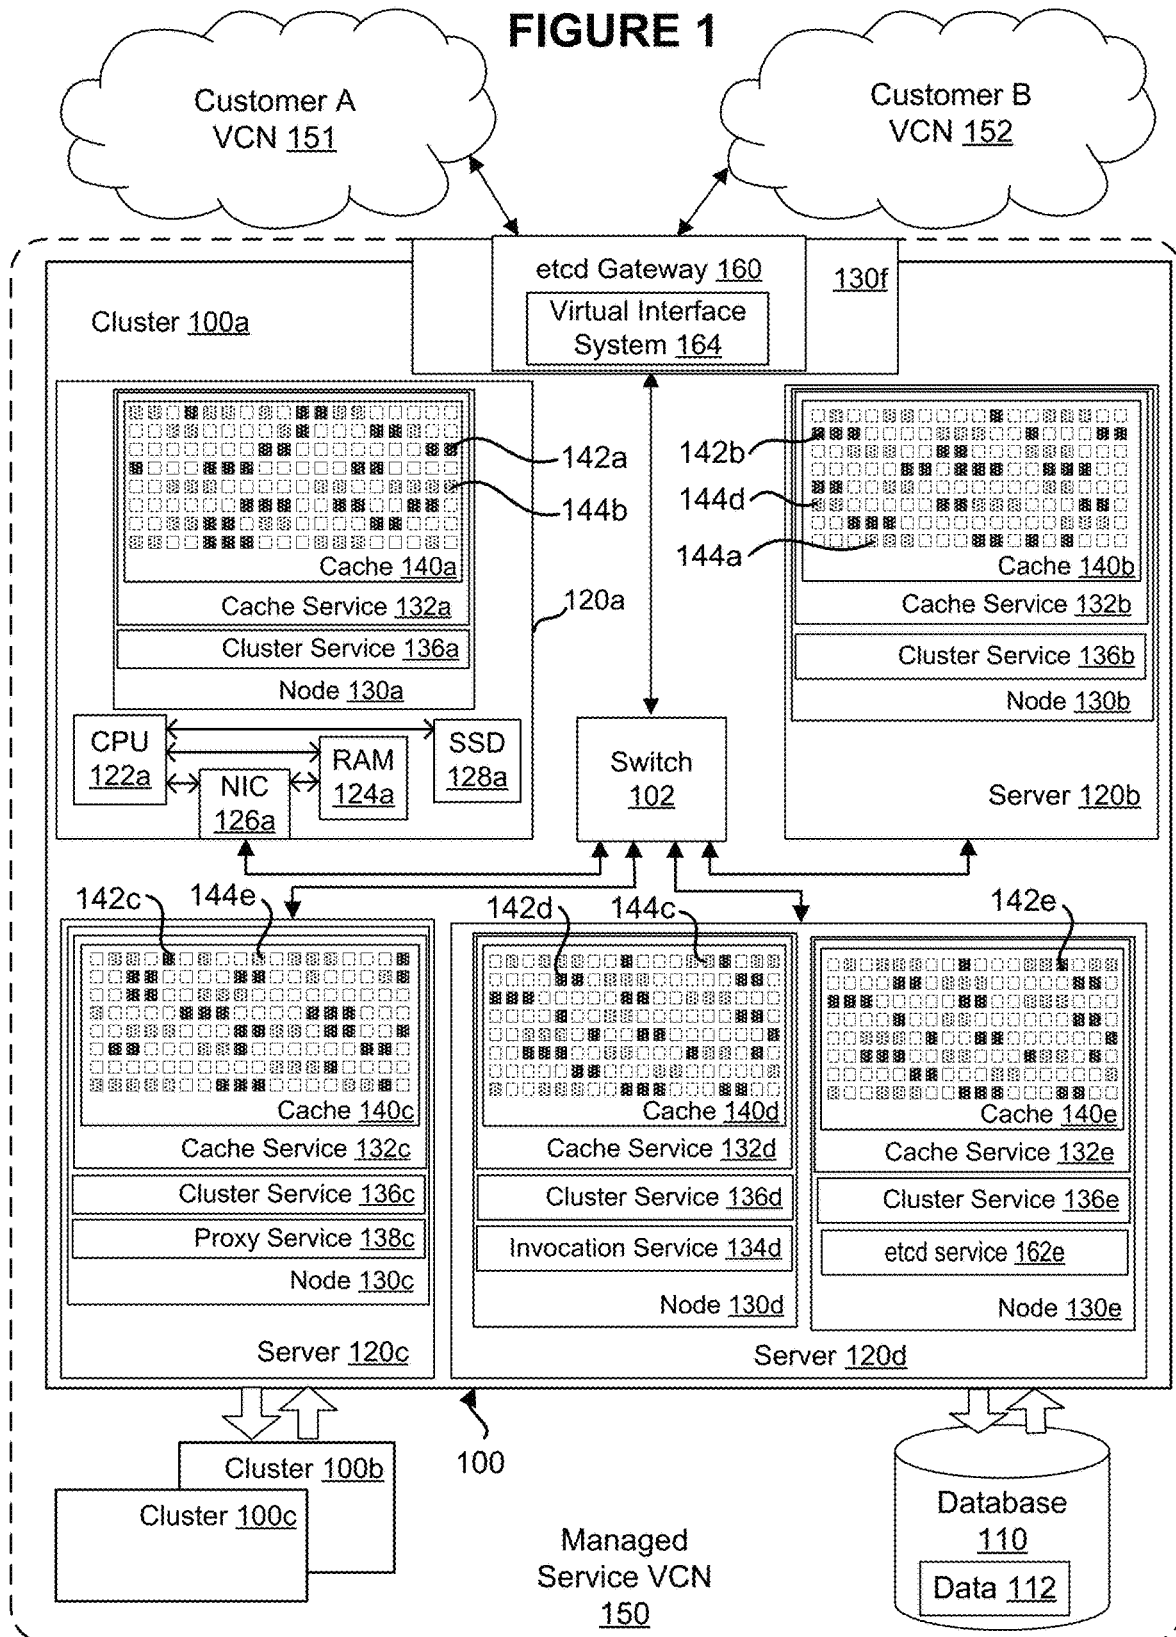 FIGURE 1
Customer A
VCN 151
Customer B
VCN 152
etcd Gateway 160
130f
Virtual Interface
System 164
Cluster 100a
142a
144b
Cache 140a
Cache Service 132a
120a
Cluster Service 136a
Node 130a
CPU
122a
NIC
126a
RAM
124a
SSD
128a
142b
144d
144a
Cache 140b
Cache Service 132b
Cluster Service 136b
Node 130b
Server 120b
Switch
102
142c
144e
Cache 140c
Cache Service 132c
Cluster Service 136c
Proxy Service 138c
Node 130c
Server 120c
142d
144c
Cache 140d
Cache Service 132d
Cluster Service 136d
Invocation Service 134d
Node 130d
142e
Cache 140e
Cache Service 132e
Cluster Service 136e
etcd service 162e
Node 130e
Server 120d
100
Cluster 100b
Cluster 100c
Managed
Service VCN
150
Database
110
Data 112